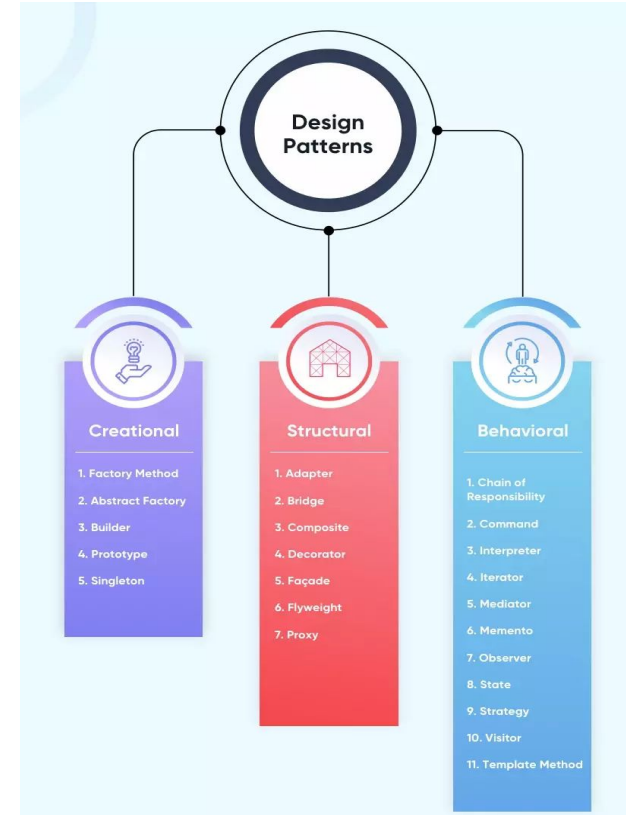 Design
Patterns
Creational
1. Factory Method
2. Abstract Factory
3. Builder
4. Prototype
5. Singleton
Structural
1. Adapter
2. Bridge
3. Composite
4. Decorator
5. Façade
6. Flyweight
7. Proxy
Behavioral
1. Chain of
Responsibility
2. Command
3. Interpreter
4. Iterator
5. Mediator
6. Memento
7. Observer
8. State
9. Strategy
10. Visitor
11. Template Method